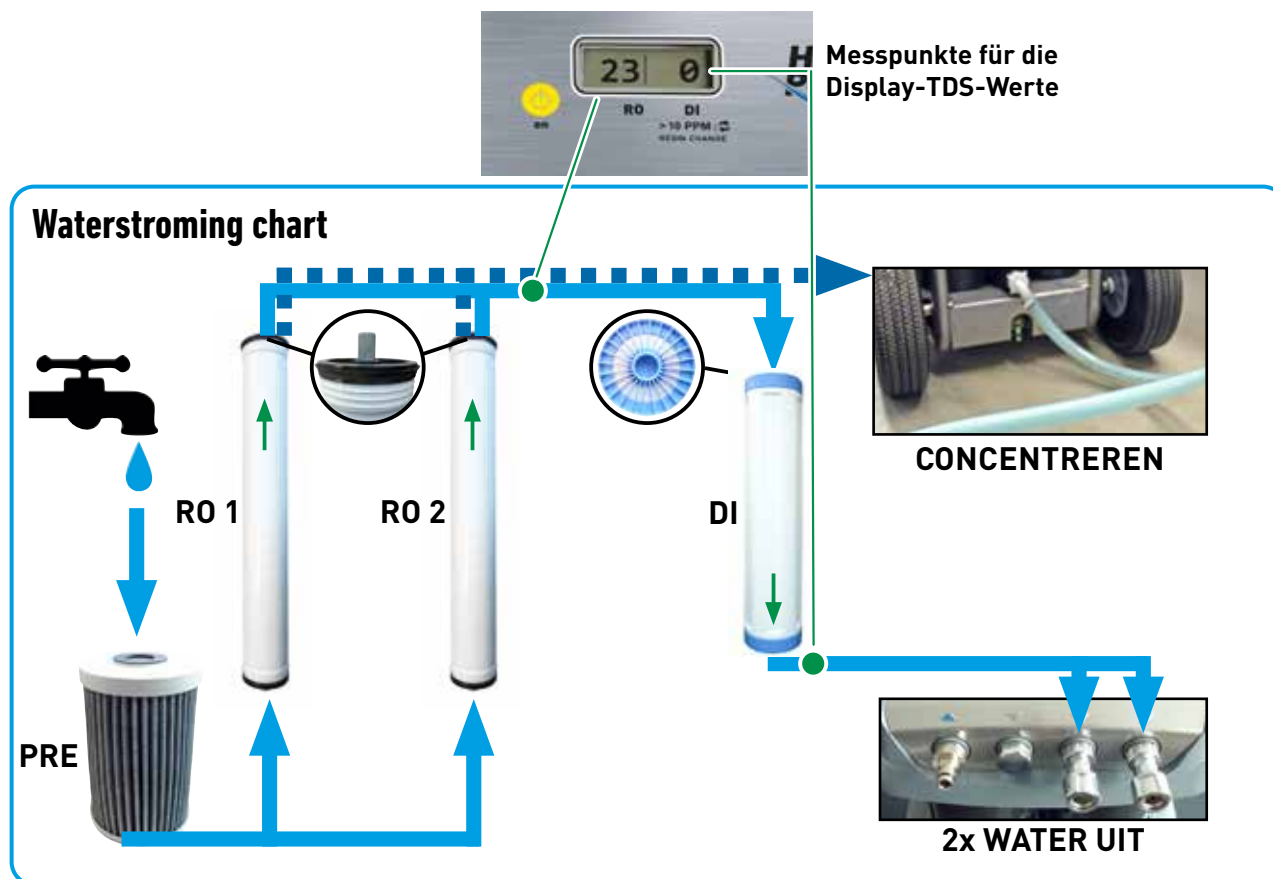 23 0
RO DI
> 10 PPM :
RESIN CHANGE
Messpunkte für die
Display-TDS-Werte
Waterstroming chart
RO 1
RO 2
DI
PRE
CONCENTREREN
2x WATER UIT